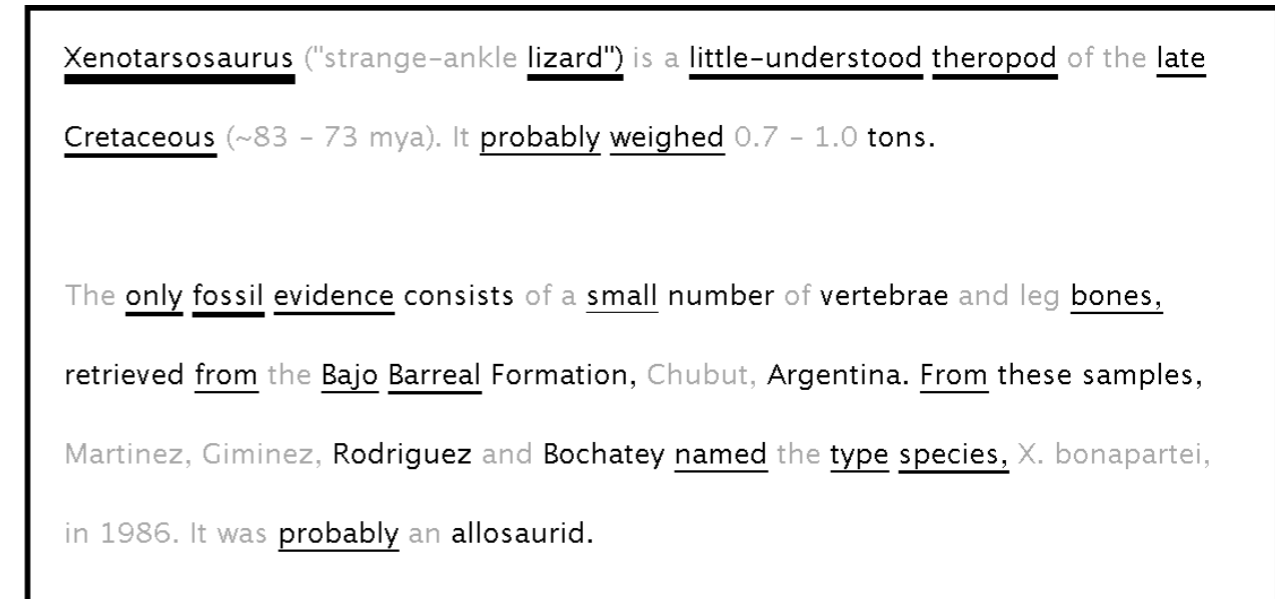 Xenotarsosaurus ("strange-ankle lizard") is a little-understood theropod of the late
Cretaceous (~83 - 73 mya). It probably weighed 0.7 - 1.0 tons.
The only fossil evidence consists of a small number of vertebrae and leg bones,
retrieved from the Bajo Barreal Formation, Chubut, Argentina. From these samples,
Martinez, Giminez, Rodriguez and Bochatey named the type species, X. bonapartei,
in 1986. It was probably an allosaurid.